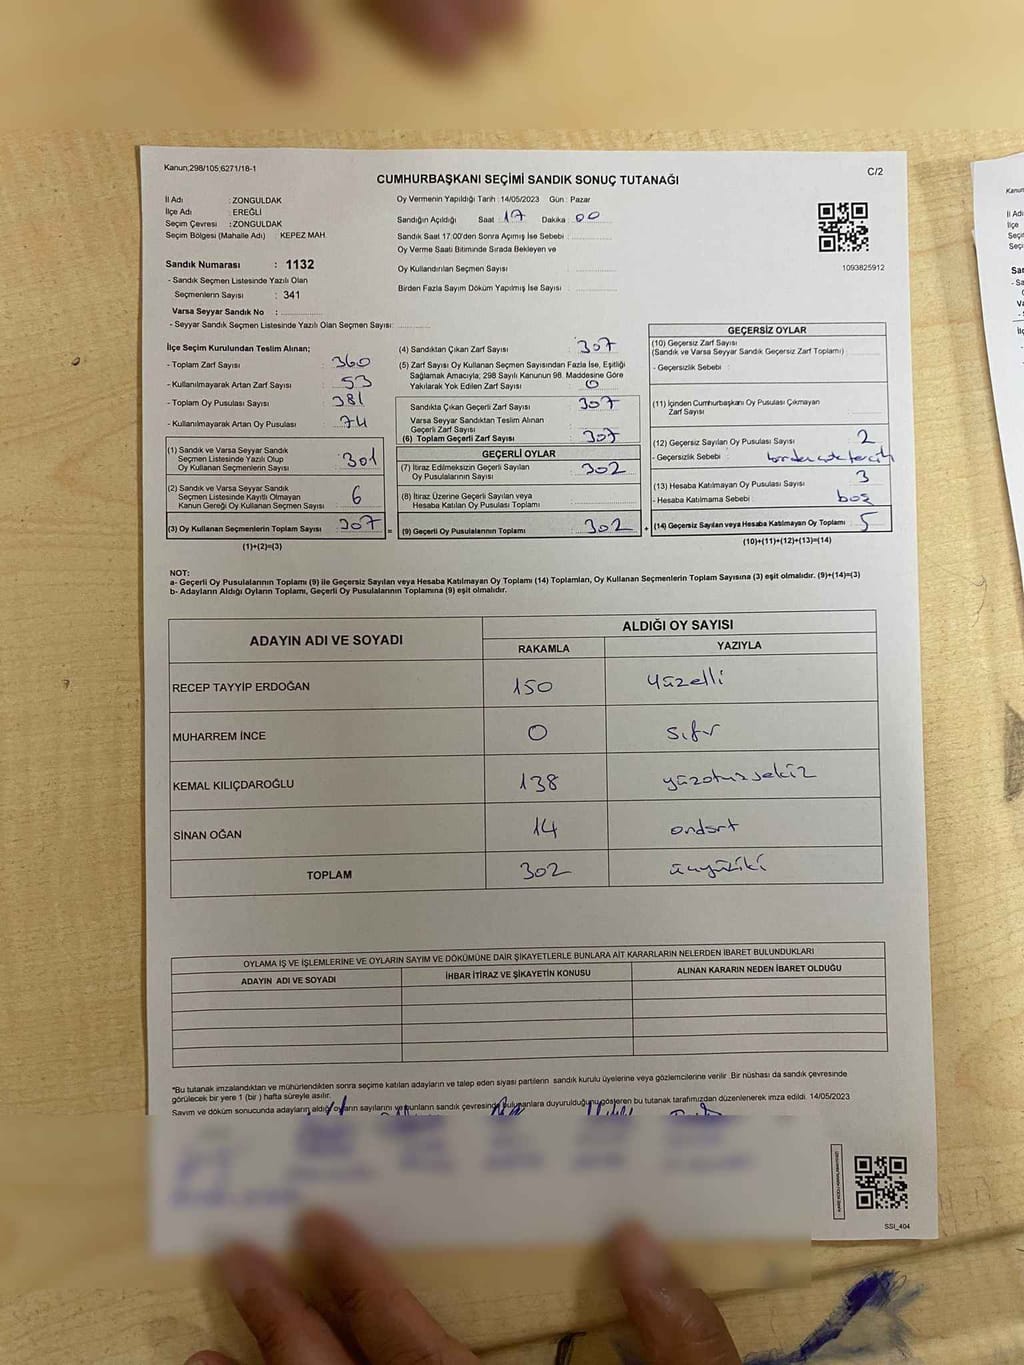 Kanun;298/105;6271/18-1
C/2
CUMHURBAŞKANI SEÇİMİ SANDIK SONUÇ TUTANAĞI
İl Adı : ZONGULDAK
İlçe Adı : EREĞLİ
Seçim Çevresi : ZONGULDAK
Seçim Bölgesi (Mahalle Adı) : KEPEZ MAH.
Sandık Numarası : 1132
- Sandık Seçmen Listesinde Yazılı Olan
Seçmenlerin Sayısı : 341
Varsa Seyyar Sandık No :
- Seyyar Sandık Seçmen Listesinde Yazılı Olan Seçmen Sayısı:
Oy Vermenin Yapıldığı Tarih : 14/05/2023 Gün : Pazar
Sandığın Açıldığı Saat 17 Dakika 00
Sandık Saat 17:00'den Sonra Açımış İse Sebebi :
Oy Verme Saati Bitiminde Sırada Bekleyen ve
Oy Kullandırılan Seçmen Sayısı :
Birden Fazla Sayım Döküm Yapılmış İse Sayısı :
1093825912
İlçe Seçim Kurulundan Teslim Alınan;
- Toplam Zarf Sayısı : 360
- Kullanılmayarak Artan Zarf Sayısı : 53
- Toplam Oy Pusulası Sayısı : 381
- Kullanılmayarak Artan Oy Pusulası : 74
(1) Sandık ve Varsa Seyyar Sandık
Seçmen Listesinde Yazılı Olup
Oy Kullanan Seçmenlerin Sayısı : 301
(2) Sandık ve Varsa Seyyar Sandık
Seçmen Listesinde Kayıtlı Olmayan
Kanun Gereği Oy Kullanan Seçmen Sayısı : 6
(3) Oy Kullanan Seçmenlerin Toplam Sayısı : 307
(1)+(2)=(3)
(4) Sandıktan Çıkan Zarf Sayısı : 307
(5) Zarf Sayısı Oy Kullanan Seçmen Sayısından Fazla İse, Eşitliği
Sağlamak Amacıyla; 298 Sayılı Kanunun 98. Maddesine Göre
Yakılarak Yok Edilen Zarf Sayısı : 0
Sandıkta Çıkan Geçerli Zarf Sayısı : 307
Varsa Seyyar Sandıktan Teslim Alınan
Geçerli Zarf Sayısı :
(6) Toplam Geçerli Zarf Sayısı : 307
GEÇERLİ OYLAR
(7) İtiraz Edilmeksizin Geçerli Sayılan
Oy Pusulalarının Sayısı : 302
(8) İtiraz Üzerine Geçerli Sayılan veya
Hesaba Katılan Oy Pusulası Toplamı :
(9) Geçerli Oy Pusulalarının Toplamı : 302
GEÇERSİZ OYLAR
(10) Geçersiz Zarf Sayısı
(Sandık ve Varsa Seyyar Sandık Geçersiz Zarf Toplamı) :
- Geçersizlik Sebebi :
(11) İçinden Cumhurbaşkanı Oy Pusulası Çıkmayan
Zarf Sayısı :
(12) Geçersiz Sayılan Oy Pusulası Sayısı : 2
- Geçersizlik Sebebi :
(13) Hesaba Katılmayan Oy Pusulası Sayısı : 3
- Hesaba Katılmama Sebebi : boş
+ (14) Geçersiz Sayılan veya Hesaba Katılmayan Oy Toplamı : 5
(10)+(11)+(12)+(13)=(14)
NOT:
a- Geçerli Oy Pusulalarının Toplamı (9) ile Geçersiz Sayılan veya Hesaba Katılmayan Oy Toplamı (14) Toplamları, Oy Kullanan Seçmenlerin Toplam Sayısına (3) eşit olmalıdır. (9)+(14)=(3)
b- Adayların Aldığı Oyların Toplamı, Geçerli Oy Pusulalarının Toplamına (9) eşit olmalıdır.
ADAYIN ADI VE SOYADI
ALDIĞI OY SAYISI
RAKAMLA YAZIYLA
RECEP TAYYİP ERDOĞAN 150 yüzelli
MUHARREM İNCE 0 sıfır
KEMAL KILIÇDAROĞLU 138 yüzotuzsekiz
SİNAN OĞAN 14 ondört
TOPLAM 302 üçyüziki
OYLAMA İŞ VE İŞLEMLERİNE VE OYLARIN SAYIM VE DÖKÜMÜNE DAİR ŞİKAYETLERLE BUNLARA AİT KARARLARIN NELERDEN İBARET BULUNDUKLARI
ADAYIN ADI VE SOYADI İHBAR İTİRAZ VE ŞİKAYETİN KONUSU ALINAN KARARIN NEDEN İBARET OLDUĞU
*Bu tutanak imzalandıktan ve mühürlendikten sonra seçime katılan adayların ve talep eden siyasi partilerin sandık kurulu üyelerine veya gözlemcilerine verilir. Bir nüshası da sandık çevresinde
görülecek bir yere 1 (bir ) hafta süreyle asılır.
Sayım ve döküm sonucunda adayların aldığı oyların sayılarını ve bunların sandık çevresinde bulunanlara duyurulduğunu gösteren bu tutanak tarafımızdan düzenlenerek imza edildi. 14/05/2023
SSI_404